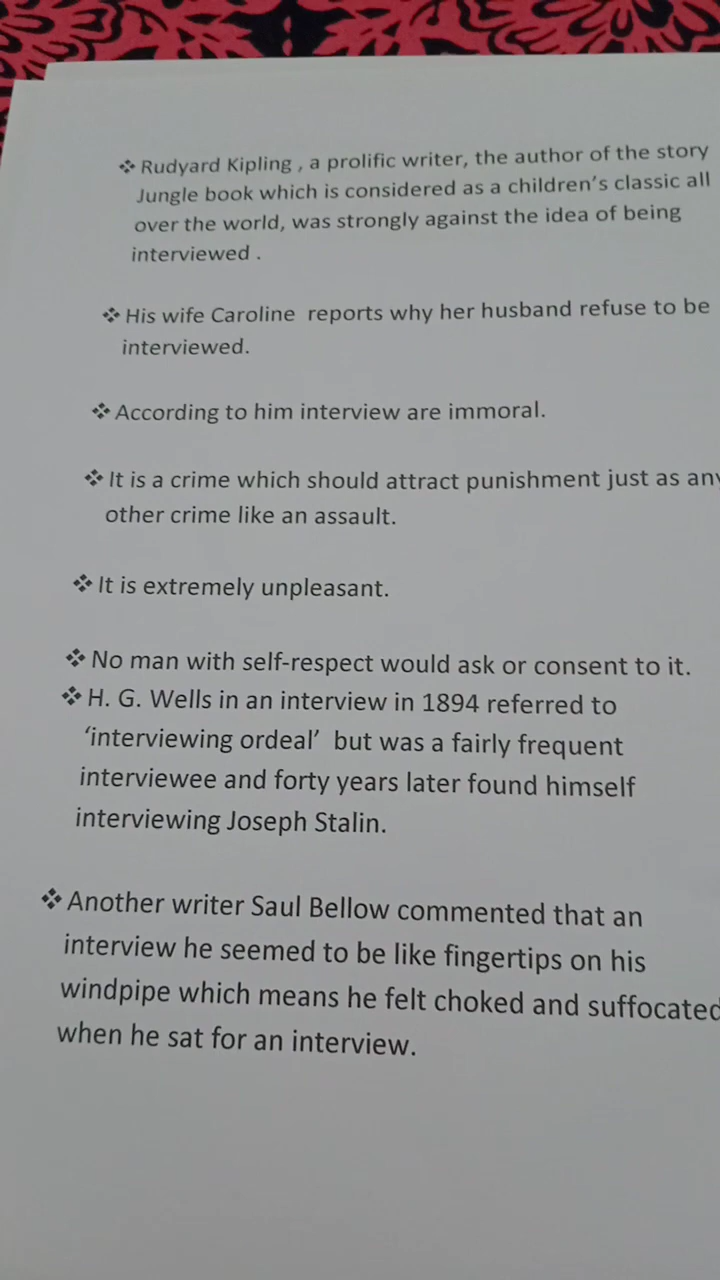 ❖ Rudyard Kipling , a prolific writer, the author of the story
Jungle book which is considered as a children's classic all
over the world, was strongly against the idea of being
interviewed .
❖ His wife Caroline reports why her husband refuse to be
interviewed.
❖ According to him interview are immoral.
❖ It is a crime which should attract punishment just as any
other crime like an assault.
❖ It is extremely unpleasant.
❖ No man with self-respect would ask or consent to it.
❖ H. G. Wells in an interview in 1894 referred to
‘interviewing ordeal’ but was a fairly frequent
interviewee and forty years later found himself
interviewing Joseph Stalin.
❖ Another writer Saul Bellow commented that an
interview he seemed to be like fingertips on his
windpipe which means he felt choked and suffocated
when he sat for an interview.